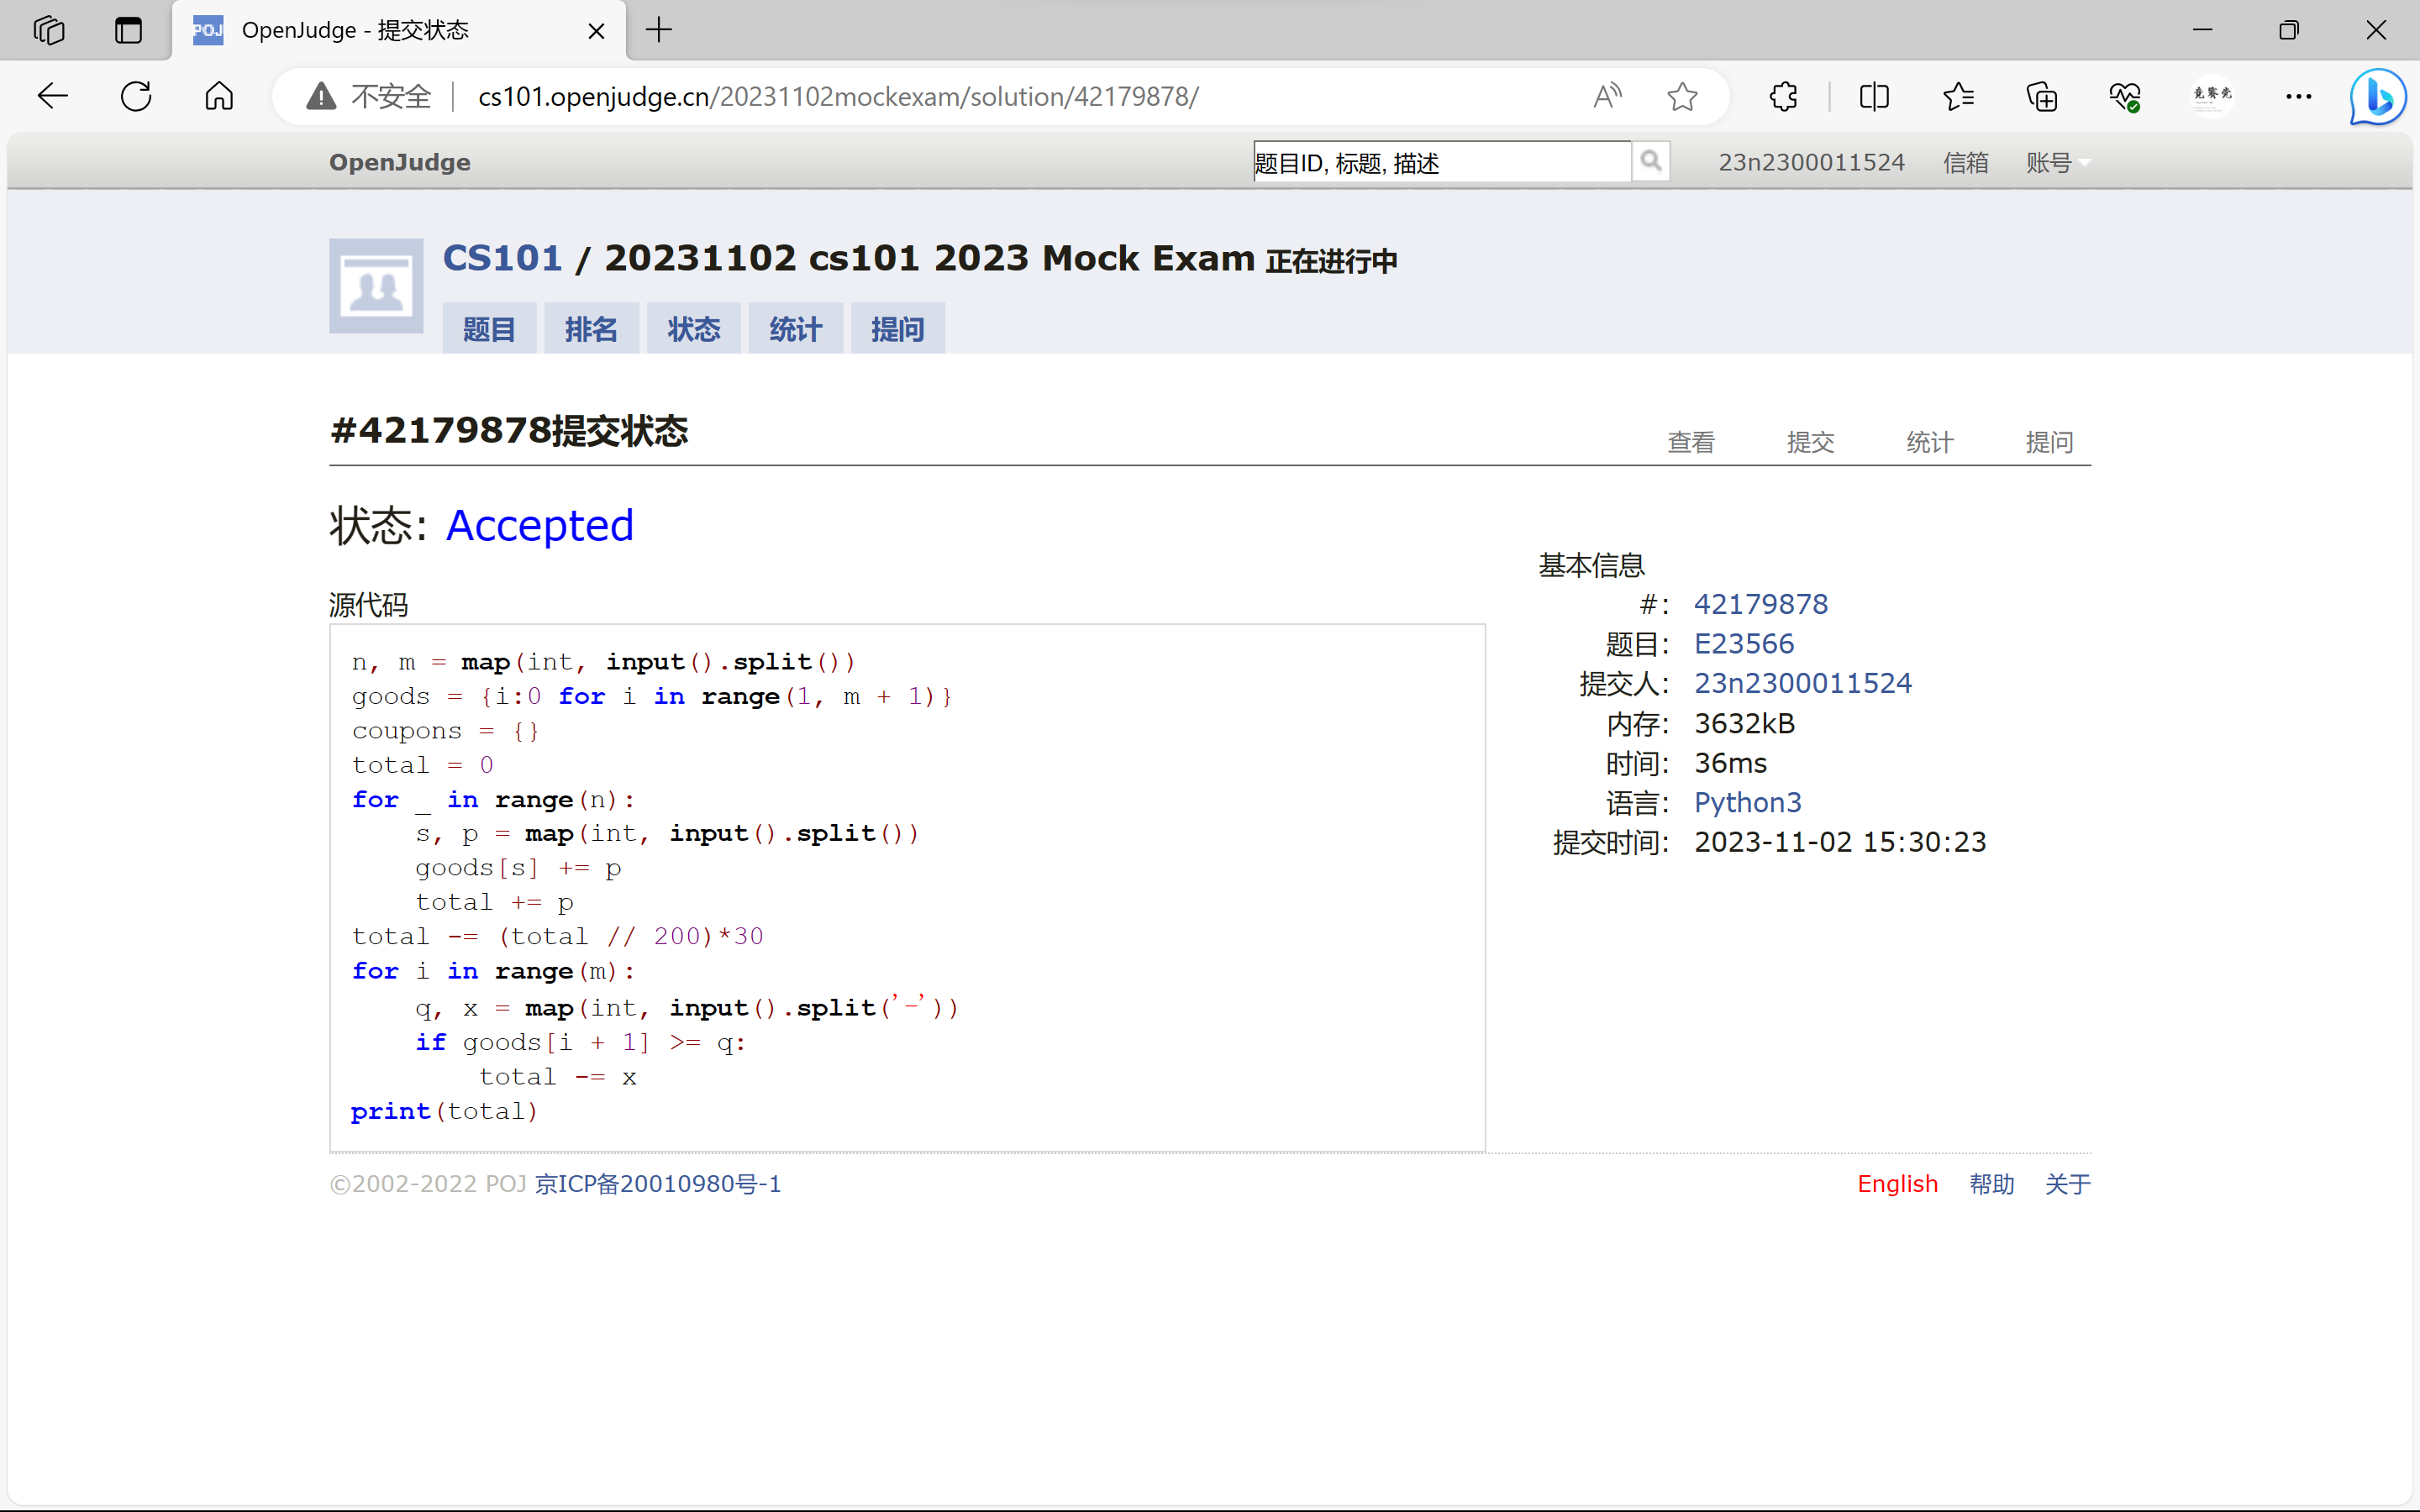 POJ OpenJudge - 提交状态
不安全 cs101.openjudge.cn/20231102mockexam/solution/42179878/
竞赛党
OpenJudge 题目ID, 标题, 描述 23n2300011524 信箱 账号
CS101 / 20231102 cs101 2023 Mock Exam 正在进行中
题目 排名 状态 统计 提问
#42179878提交状态 查看 提交 统计 提问
状态: Accepted
源代码
n, m = map(int, input().split())
goods = {i:0 for i in range(1, m + 1)}
coupons = {}
total = 0
for _ in range(n):
    s, p = map(int, input().split())
    goods[s] += p
    total += p
total -= (total // 200)*30
for i in range(m):
    q, x = map(int, input().split('-'))
    if goods[i + 1] >= q:
        total -= x
print(total)
基本信息
#: 42179878
题目: E23566
提交人: 23n2300011524
内存: 3632kB
时间: 36ms
语言: Python3
提交时间: 2023-11-02 15:30:23
©2002-2022 POJ 京ICP备20010980号-1 English 帮助 关于